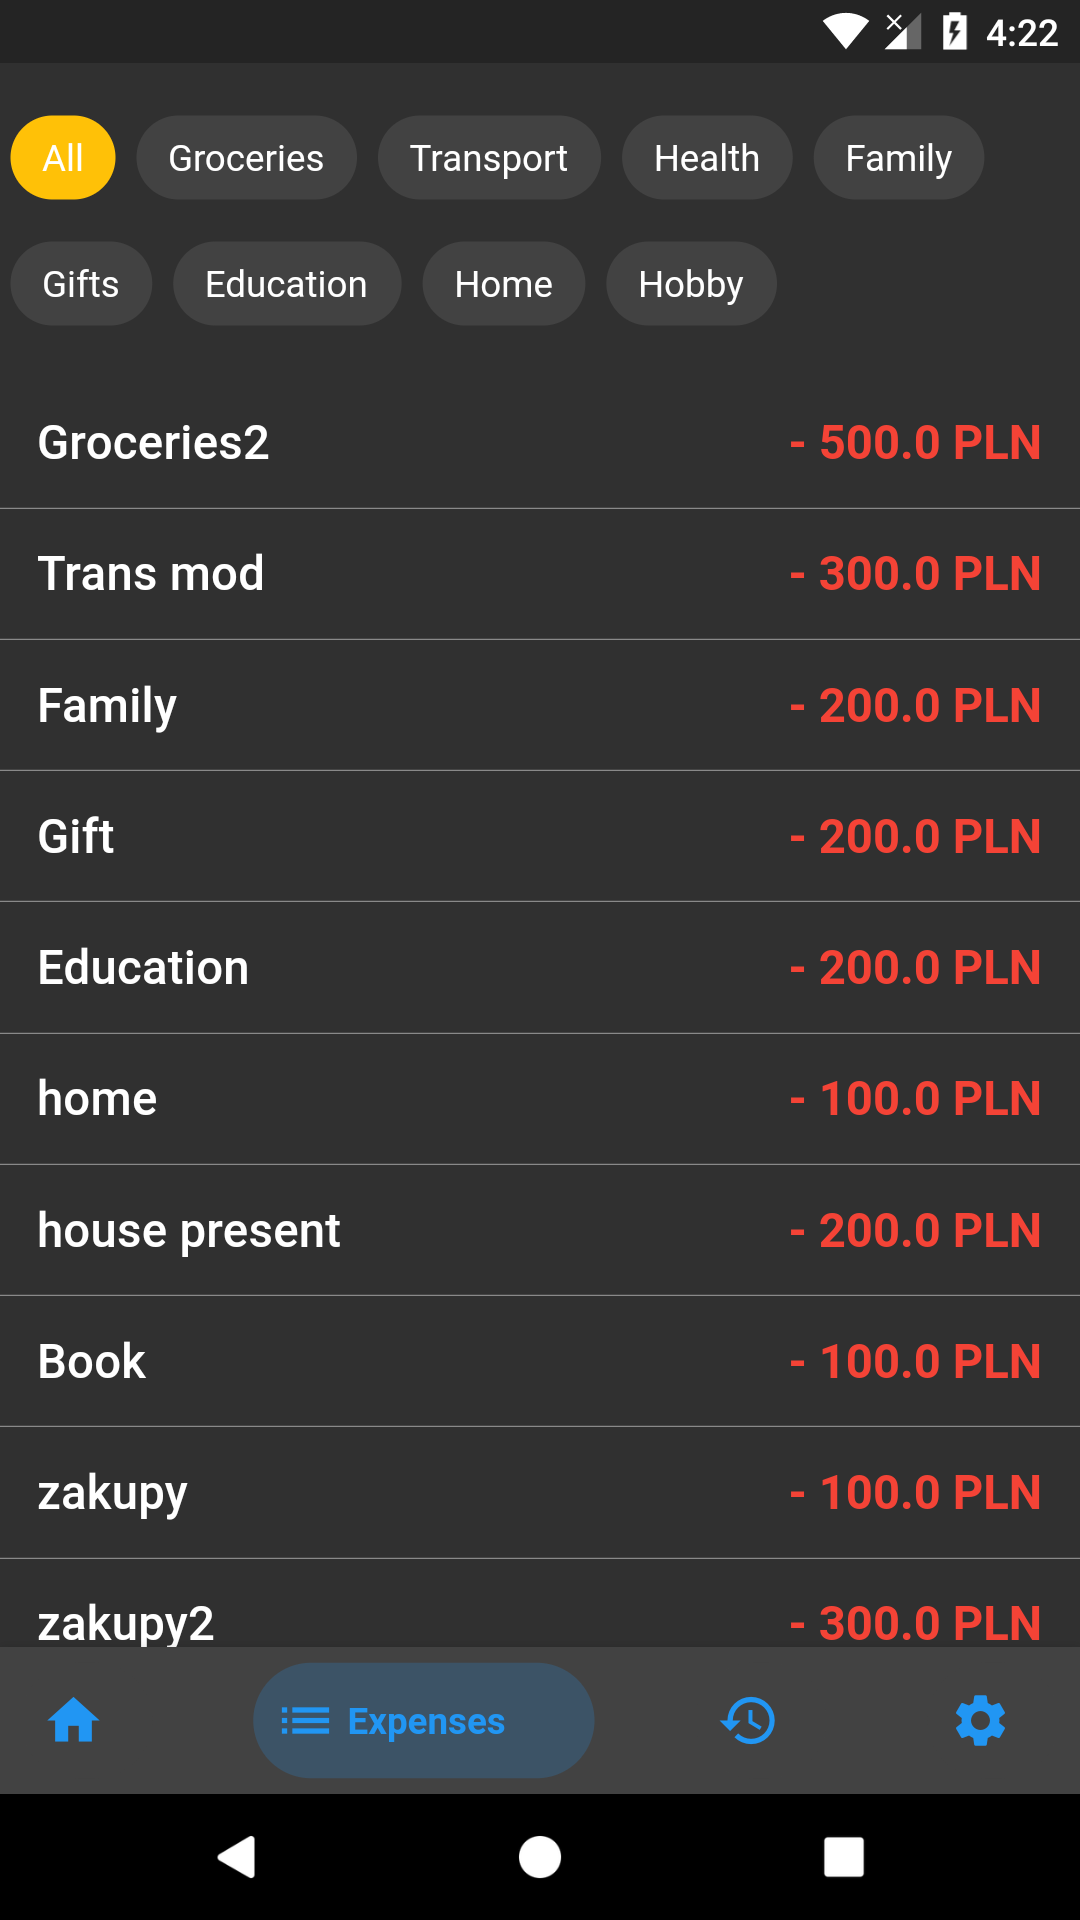 4:22
All Groceries Transport Health Family
Gifts Education Home Hobby
Groceries2 - 500.0 PLN
Trans mod - 300.0 PLN
Family - 200.0 PLN
Gift - 200.0 PLN
Education - 200.0 PLN
home - 100.0 PLN
house present - 200.0 PLN
Book - 100.0 PLN
zakupy - 100.0 PLN
zakupy2 - 300.0 PLN
Expenses